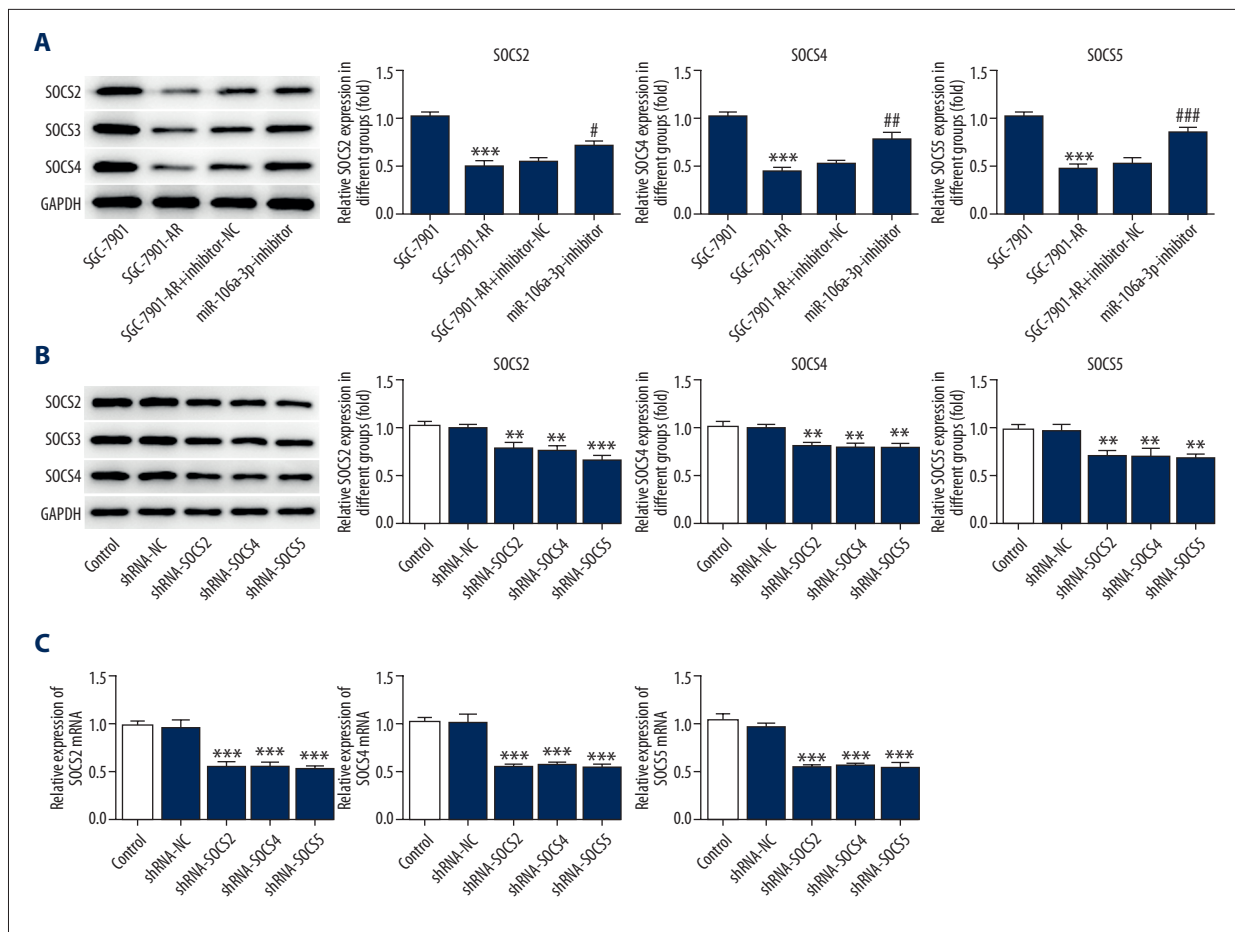 A
SOCS2
SOCS3
SOCS4
GAPDH
SGC-7901
SGC-7901-AR
SGC-7901-AR+inhibitor-NC
miR-106a-3p-inhibitor
SOCS2
Relative SOCS2 expression in
different groups (fold)
1.5
1.0
0.5
0.0
***
#
SGC-7901
SGC-7901-AR
SGC-7901-AR+inhibitor-NC
miR-106a-3p-inhibitor
SOCS4
Relative SOCS4 expression in
different groups (fold)
1.5
1.0
0.5
0.0
***
##
SGC-7901
SGC-7901-AR
SGC-7901-AR+inhibitor-NC
miR-106a-3p-inhibitor
SOCS5
Relative SOCS5 expression in
different groups (fold)
1.5
1.0
0.5
0.0
***
###
SGC-7901
SGC-7901-AR
SGC-7901-AR+inhibitor-NC
miR-106a-3p-inhibitor
B
SOCS2
SOCS3
SOCS4
GAPDH
Control
shRNA-NC
shRNA-SOCS2
shRNA-SOCS4
shRNA-SOCS5
SOCS2
Relative SOCS2 expression in
different groups (fold)
1.5
1.0
0.5
0.0
** ** ***
Control
shRNA-NC
shRNA-SOCS2
shRNA-SOCS4
shRNA-SOCS5
SOCS4
Relative SOCS4 expression in
different groups (fold)
1.5
1.0
0.5
0.0
** ** **
Control
shRNA-NC
shRNA-SOCS2
shRNA-SOCS4
shRNA-SOCS5
SOCS5
Relative SOCS5 expression in
different groups (fold)
1.5
1.0
0.5
0.0
** ** **
Control
shRNA-NC
shRNA-SOCS2
shRNA-SOCS4
shRNA-SOCS5
C
Relative expression of
SOCS2 mRNA
1.5
1.0
0.5
0.0
*** *** ***
Control
shRNA-NC
shRNA-SOCS2
shRNA-SOCS4
shRNA-SOCS5
Relative expression of
SOCS4 mRNA
1.5
1.0
0.5
0.0
*** *** ***
Control
shRNA-NC
shRNA-SOCS2
shRNA-SOCS4
shRNA-SOCS5
Relative expression of
SOCS5 mRNA
1.5
1.0
0.5
0.0
*** *** ***
Control
shRNA-NC
shRNA-SOCS2
shRNA-SOCS4
shRNA-SOCS5